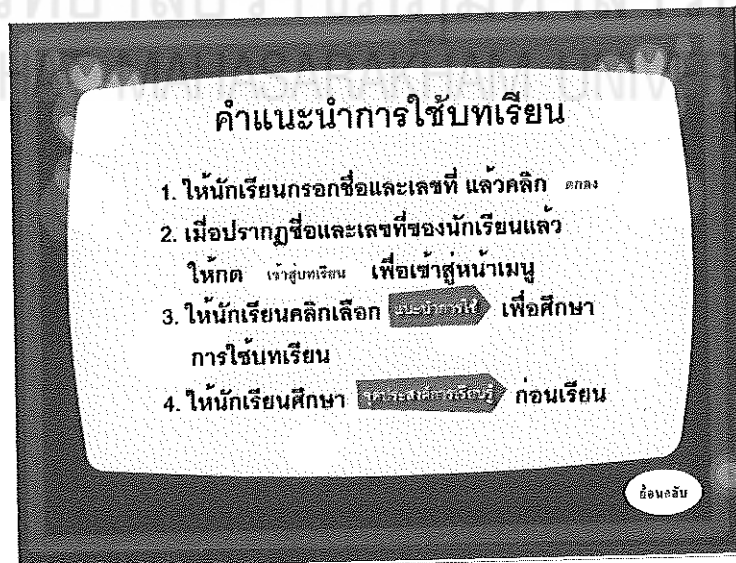 คำแนะนำการใช้บทเรียน
1. ให้นักเรียนกรอกชื่อและเลขที่ แล้วคลิก ตกลง
2. เมื่อปรากฏชื่อและเลขที่ของนักเรียนแล้ว
ให้กด เข้าสู่บทเรียน เพื่อเข้าสู่หน้าเมนู
3. ให้นักเรียนคลิกเลือก แนะนำการใช้ เพื่อศึกษา
การใช้บทเรียน
4. ให้นักเรียนศึกษา จุดประสงค์การเรียนรู้ ก่อนเรียน
ย้อนกลับ